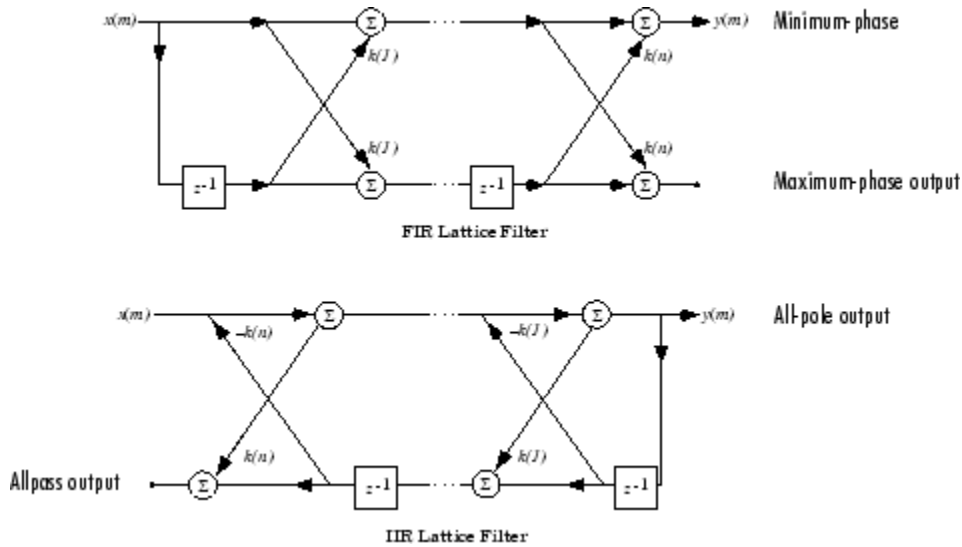 x(m) Σ · · · Σ y(m) Minimum-phase
k(1) k(n)
k(1) k(n)
z-1 Σ · · · z-1 Σ Maximum-phase output
FIR Lattice Filter
x(m) Σ · · · Σ y(m) All-pole output
–k(n) –k(1)
k(n) k(1)
Allpass output Σ z-1 · · · Σ z-1
IIR Lattice Filter